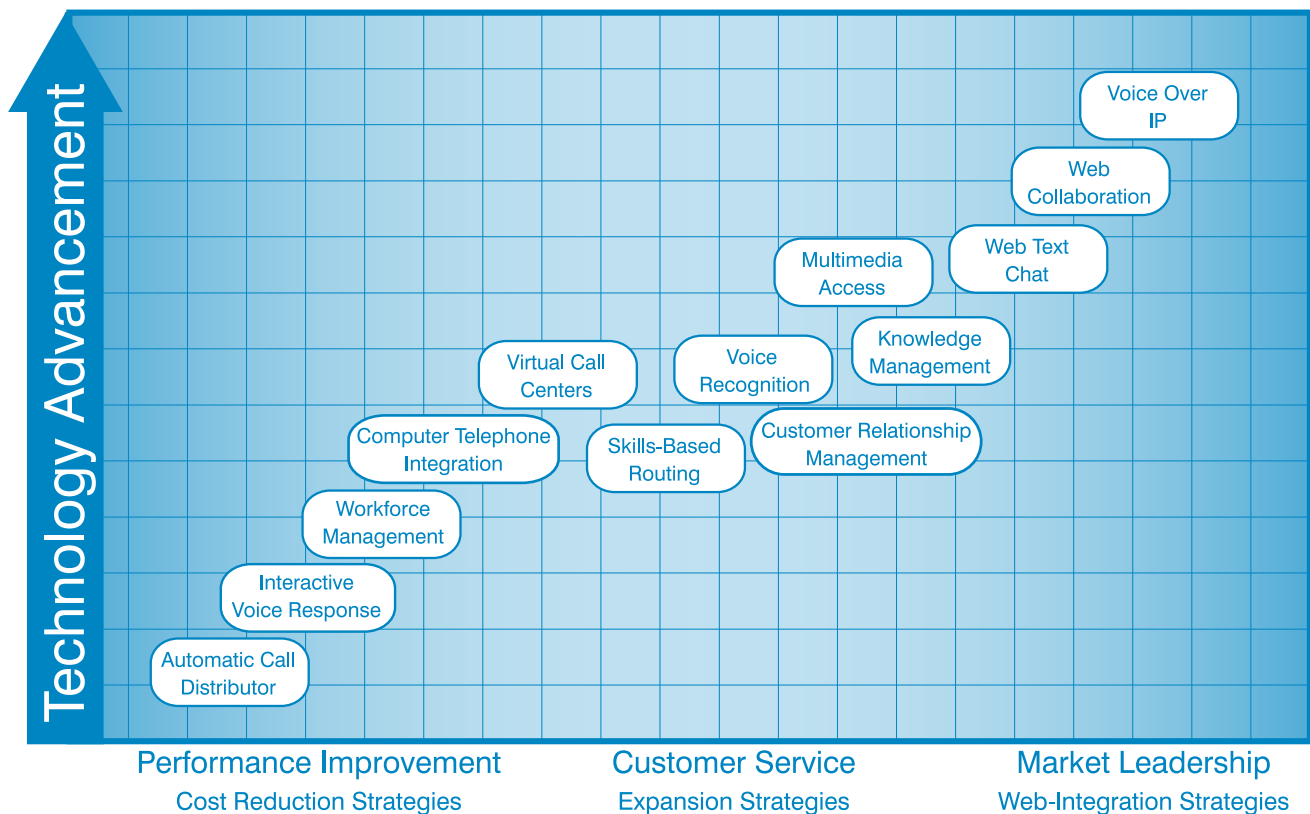 Technology Advancement
Voice Over
IP
Web
Collaboration
Web Text
Chat
Multimedia
Access
Knowledge
Management
Voice
Recognition
Virtual Call
Centers
Customer Relationship
Management
Skills-Based
Routing
Computer Telephone
Integration
Workforce
Management
Interactive
Voice Response
Automatic Call
Distributor
Performance Improvement
Cost Reduction Strategies
Customer Service
Expansion Strategies
Market Leadership
Web-Integration Strategies